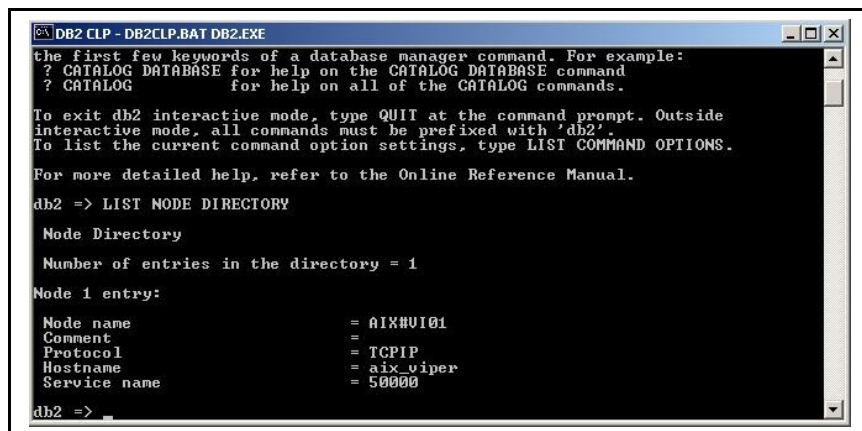 DB2 CLP - DB2CLP.BAT DB2.EXE
the first few keywords of a database manager command. For example:
? CATALOG DATABASE for help on the CATALOG DATABASE command
? CATALOG          for help on all of the CATALOG commands.
To exit db2 interactive mode, type QUIT at the command prompt. Outside
interactive mode, all commands must be prefixed with 'db2'.
To list the current command option settings, type LIST COMMAND OPTIONS.
For more detailed help, refer to the Online Reference Manual.
db2 => LIST NODE DIRECTORY
Node Directory
Number of entries in the directory = 1
Node 1 entry:
Node name = AIX#VI01
Comment =
Protocol = TCPIP
Hostname = aix_viper
Service name = 50000
db2 => _